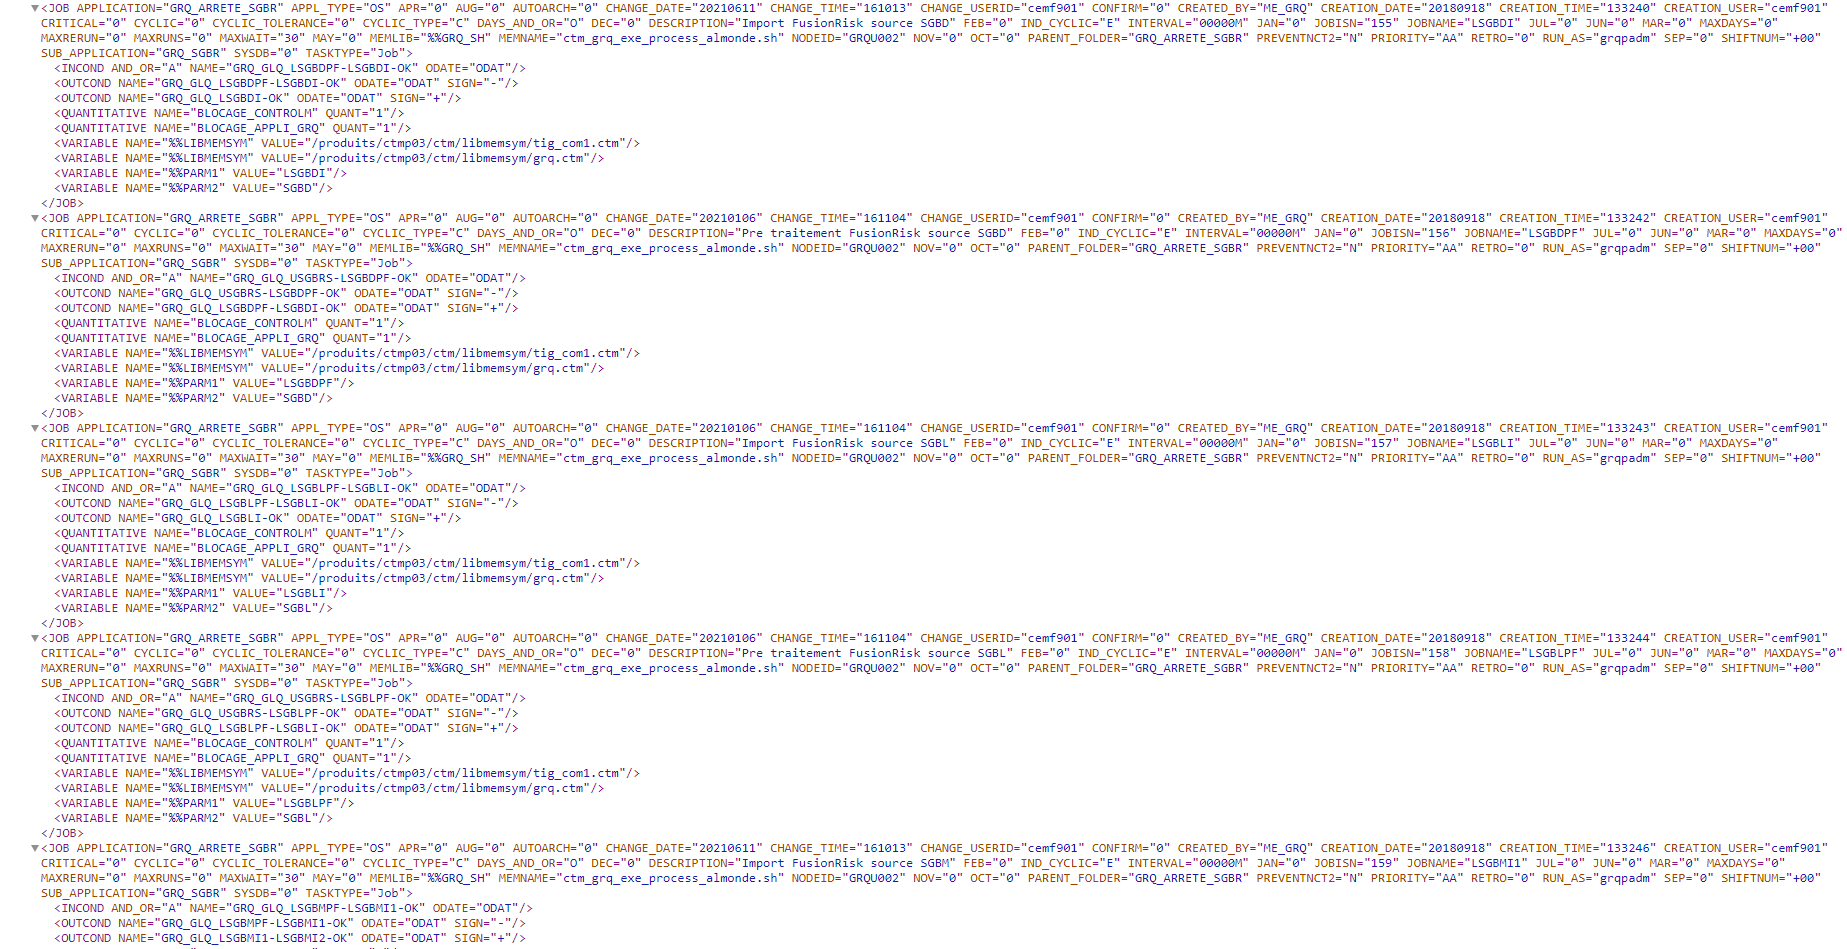 <JOB APPLICATION="GRQ_ARRETE_SGBR" APPL_TYPE="OS" APR="0" AUG="0" AUTOARCH="0" CHANGE_DATE="20210611" CHANGE_TIME="161013" CHANGE_USERID="cemf901" CONFIRM="0" CREATED_BY="ME_GRQ" CREATION_DATE="20180918" CREATION_TIME="133240" CREATION_USER="cemf901"
CRITICAL="0" CYCLIC="0" CYCLIC_TOLERANCE="0" CYCLIC_TYPE="C" DAYS_AND_OR="O" DEC="0" DESCRIPTION="Import FusionRisk source SGBD" FEB="0" IND_CYCLIC="E" INTERVAL="00000M" JAN="0" JOBISN="155" JOBNAME="LSGBDI" JUL="0" JUN="0" MAR="0" MAXDAYS="0"
MAXRERUN="0" MAXRUNS="0" MAXWAIT="30" MAY="0" MEMLIB="%%GRQ_SH" MEMNAME="ctm_grq_exe_process_almonde.sh" NODEID="GRQU002" NOV="0" OCT="0" PARENT_FOLDER="GRQ_ARRETE_SGBR" PREVENTNCT2="N" PRIORITY="AA" RETRO="0" RUN_AS="grqpadm" SEP="0" SHIFTNUM="+00"
SUB_APPLICATION="GRQ_SGBR" SYSDB="0" TASKTYPE="Job">
<INCOND AND_OR="A" NAME="GRQ_GLQ_LSGBDPF-LSGBDI-OK" ODATE="ODAT"/>
<OUTCOND NAME="GRQ_GLQ_LSGBDPF-LSGBDI-OK" ODATE="ODAT" SIGN="-"/>
<OUTCOND NAME="GRQ_GLQ_LSGBDI-OK" ODATE="ODAT" SIGN="+"/>
<QUANTITATIVE NAME="BLOCAGE_CONTROLM" QUANT="1"/>
<QUANTITATIVE NAME="BLOCAGE_APPLI_GRQ" QUANT="1"/>
<VARIABLE NAME="%%LIBMEMSYM" VALUE="/produits/ctmp03/ctm/libmemsym/tig_com1.ctm"/>
<VARIABLE NAME="%%LIBMEMSYM" VALUE="/produits/ctmp03/ctm/libmemsym/grq.ctm"/>
<VARIABLE NAME="%%PARM1" VALUE="LSGBDI"/>
<VARIABLE NAME="%%PARM2" VALUE="SGBD"/>
</JOB>
<JOB APPLICATION="GRQ_ARRETE_SGBR" APPL_TYPE="OS" APR="0" AUG="0" AUTOARCH="0" CHANGE_DATE="20210106" CHANGE_TIME="161104" CHANGE_USERID="cemf901" CONFIRM="0" CREATED_BY="ME_GRQ" CREATION_DATE="20180918" CREATION_TIME="133242" CREATION_USER="cemf901"
CRITICAL="0" CYCLIC="0" CYCLIC_TOLERANCE="0" CYCLIC_TYPE="C" DAYS_AND_OR="O" DEC="0" DESCRIPTION="Pre traitement FusionRisk source SGBD" FEB="0" IND_CYCLIC="E" INTERVAL="00000M" JAN="0" JOBISN="156" JOBNAME="LSGBDPF" JUL="0" JUN="0" MAR="0" MAXDAYS="0"
MAXRERUN="0" MAXRUNS="0" MAXWAIT="30" MAY="0" MEMLIB="%%GRQ_SH" MEMNAME="ctm_grq_exe_process_almonde.sh" NODEID="GRQU002" NOV="0" OCT="0" PARENT_FOLDER="GRQ_ARRETE_SGBR" PREVENTNCT2="N" PRIORITY="AA" RETRO="0" RUN_AS="grqpadm" SEP="0" SHIFTNUM="+00"
SUB_APPLICATION="GRQ_SGBR" SYSDB="0" TASKTYPE="Job">
<INCOND AND_OR="A" NAME="GRQ_GLQ_USGBRS-LSGBDPF-OK" ODATE="ODAT"/>
<OUTCOND NAME="GRQ_GLQ_USGBRS-LSGBDPF-OK" ODATE="ODAT" SIGN="-"/>
<OUTCOND NAME="GRQ_GLQ_LSGBDPF-LSGBDI-OK" ODATE="ODAT" SIGN="+"/>
<QUANTITATIVE NAME="BLOCAGE_CONTROLM" QUANT="1"/>
<QUANTITATIVE NAME="BLOCAGE_APPLI_GRQ" QUANT="1"/>
<VARIABLE NAME="%%LIBMEMSYM" VALUE="/produits/ctmp03/ctm/libmemsym/tig_com1.ctm"/>
<VARIABLE NAME="%%LIBMEMSYM" VALUE="/produits/ctmp03/ctm/libmemsym/grq.ctm"/>
<VARIABLE NAME="%%PARM1" VALUE="LSGBDPF"/>
<VARIABLE NAME="%%PARM2" VALUE="SGBD"/>
</JOB>
<JOB APPLICATION="GRQ_ARRETE_SGBR" APPL_TYPE="OS" APR="0" AUG="0" AUTOARCH="0" CHANGE_DATE="20210106" CHANGE_TIME="161104" CHANGE_USERID="cemf901" CONFIRM="0" CREATED_BY="ME_GRQ" CREATION_DATE="20180918" CREATION_TIME="133243" CREATION_USER="cemf901"
CRITICAL="0" CYCLIC="0" CYCLIC_TOLERANCE="0" CYCLIC_TYPE="C" DAYS_AND_OR="O" DEC="0" DESCRIPTION="Import FusionRisk source SGBL" FEB="0" IND_CYCLIC="E" INTERVAL="00000M" JAN="0" JOBISN="157" JOBNAME="LSGBLI" JUL="0" JUN="0" MAR="0" MAXDAYS="0"
MAXRERUN="0" MAXRUNS="0" MAXWAIT="30" MAY="0" MEMLIB="%%GRQ_SH" MEMNAME="ctm_grq_exe_process_almonde.sh" NODEID="GRQU002" NOV="0" OCT="0" PARENT_FOLDER="GRQ_ARRETE_SGBR" PREVENTNCT2="N" PRIORITY="AA" RETRO="0" RUN_AS="grqpadm" SEP="0" SHIFTNUM="+00"
SUB_APPLICATION="GRQ_SGBR" SYSDB="0" TASKTYPE="Job">
<INCOND AND_OR="A" NAME="GRQ_GLQ_LSGBLPF-LSGBLI-OK" ODATE="ODAT"/>
<OUTCOND NAME="GRQ_GLQ_LSGBLPF-LSGBLI-OK" ODATE="ODAT" SIGN="-"/>
<OUTCOND NAME="GRQ_GLQ_LSGBLI-OK" ODATE="ODAT" SIGN="+"/>
<QUANTITATIVE NAME="BLOCAGE_CONTROLM" QUANT="1"/>
<QUANTITATIVE NAME="BLOCAGE_APPLI_GRQ" QUANT="1"/>
<VARIABLE NAME="%%LIBMEMSYM" VALUE="/produits/ctmp03/ctm/libmemsym/tig_com1.ctm"/>
<VARIABLE NAME="%%LIBMEMSYM" VALUE="/produits/ctmp03/ctm/libmemsym/grq.ctm"/>
<VARIABLE NAME="%%PARM1" VALUE="LSGBLI"/>
<VARIABLE NAME="%%PARM2" VALUE="SGBL"/>
</JOB>
<JOB APPLICATION="GRQ_ARRETE_SGBR" APPL_TYPE="OS" APR="0" AUG="0" AUTOARCH="0" CHANGE_DATE="20210106" CHANGE_TIME="161104" CHANGE_USERID="cemf901" CONFIRM="0" CREATED_BY="ME_GRQ" CREATION_DATE="20180918" CREATION_TIME="133244" CREATION_USER="cemf901"
CRITICAL="0" CYCLIC="0" CYCLIC_TOLERANCE="0" CYCLIC_TYPE="C" DAYS_AND_OR="O" DEC="0" DESCRIPTION="Pre traitement FusionRisk source SGBL" FEB="0" IND_CYCLIC="E" INTERVAL="00000M" JAN="0" JOBISN="158" JOBNAME="LSGBLPF" JUL="0" JUN="0" MAR="0" MAXDAYS="0"
MAXRERUN="0" MAXRUNS="0" MAXWAIT="30" MAY="0" MEMLIB="%%GRQ_SH" MEMNAME="ctm_grq_exe_process_almonde.sh" NODEID="GRQU002" NOV="0" OCT="0" PARENT_FOLDER="GRQ_ARRETE_SGBR" PREVENTNCT2="N" PRIORITY="AA" RETRO="0" RUN_AS="grqpadm" SEP="0" SHIFTNUM="+00"
SUB_APPLICATION="GRQ_SGBR" SYSDB="0" TASKTYPE="Job">
<INCOND AND_OR="A" NAME="GRQ_GLQ_USGBRS-LSGBLPF-OK" ODATE="ODAT"/>
<OUTCOND NAME="GRQ_GLQ_USGBRS-LSGBLPF-OK" ODATE="ODAT" SIGN="-"/>
<OUTCOND NAME="GRQ_GLQ_LSGBLPF-LSGBLI-OK" ODATE="ODAT" SIGN="+"/>
<QUANTITATIVE NAME="BLOCAGE_CONTROLM" QUANT="1"/>
<QUANTITATIVE NAME="BLOCAGE_APPLI_GRQ" QUANT="1"/>
<VARIABLE NAME="%%LIBMEMSYM" VALUE="/produits/ctmp03/ctm/libmemsym/tig_com1.ctm"/>
<VARIABLE NAME="%%LIBMEMSYM" VALUE="/produits/ctmp03/ctm/libmemsym/grq.ctm"/>
<VARIABLE NAME="%%PARM1" VALUE="LSGBLPF"/>
<VARIABLE NAME="%%PARM2" VALUE="SGBL"/>
</JOB>
<JOB APPLICATION="GRQ_ARRETE_SGBR" APPL_TYPE="OS" APR="0" AUG="0" AUTOARCH="0" CHANGE_DATE="20210611" CHANGE_TIME="161013" CHANGE_USERID="cemf901" CONFIRM="0" CREATED_BY="ME_GRQ" CREATION_DATE="20180918" CREATION_TIME="133246" CREATION_USER="cemf901"
CRITICAL="0" CYCLIC="0" CYCLIC_TOLERANCE="0" CYCLIC_TYPE="C" DAYS_AND_OR="O" DEC="0" DESCRIPTION="Import FusionRisk source SGBM" FEB="0" IND_CYCLIC="E" INTERVAL="00000M" JAN="0" JOBISN="159" JOBNAME="LSGBMI1" JUL="0" JUN="0" MAR="0" MAXDAYS="0"
MAXRERUN="0" MAXRUNS="0" MAXWAIT="30" MAY="0" MEMLIB="%%GRQ_SH" MEMNAME="ctm_grq_exe_process_almonde.sh" NODEID="GRQU002" NOV="0" OCT="0" PARENT_FOLDER="GRQ_ARRETE_SGBR" PREVENTNCT2="N" PRIORITY="AA" RETRO="0" RUN_AS="grqpadm" SEP="0" SHIFTNUM="+00"
SUB_APPLICATION="GRQ_SGBR" SYSDB="0" TASKTYPE="Job">
<INCOND AND_OR="A" NAME="GRQ_GLQ_LSGBMPF-LSGBMI1-OK" ODATE="ODAT"/>
<OUTCOND NAME="GRQ_GLQ_LSGBMPF-LSGBMI1-OK" ODATE="ODAT" SIGN="-"/>
<OUTCOND NAME="GRQ_GLQ_LSGBMI1-LSGBMI2-OK" ODATE="ODAT" SIGN="+"/>